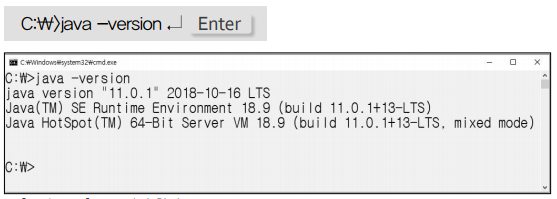 C:₩>java –version ↵ Enter
C:₩Windows₩system32₩cmd.exe
C:₩>java -version
java version "11.0.1" 2018-10-16 LTS
Java(TM) SE Runtime Environment 18.9 (build 11.0.1+13-LTS)
Java HotSpot(TM) 64-Bit Server VM 18.9 (build 11.0.1+13-LTS, mixed mode)
C:₩>